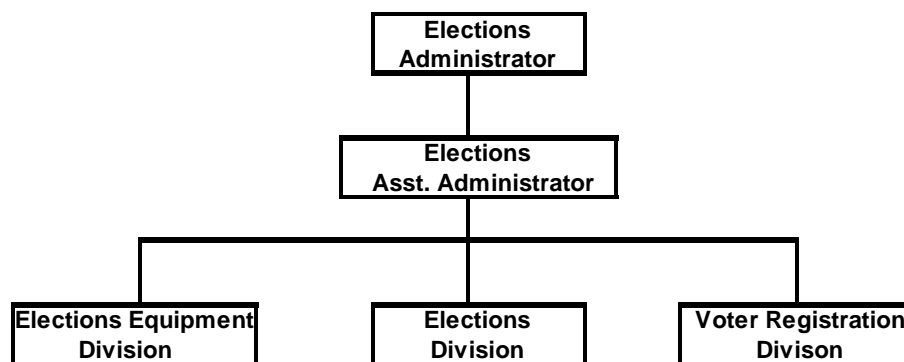 Elections
Administrator
Elections
Asst. Administrator
Elections Equipment
Division
Elections
Division
Voter Registration
Divison